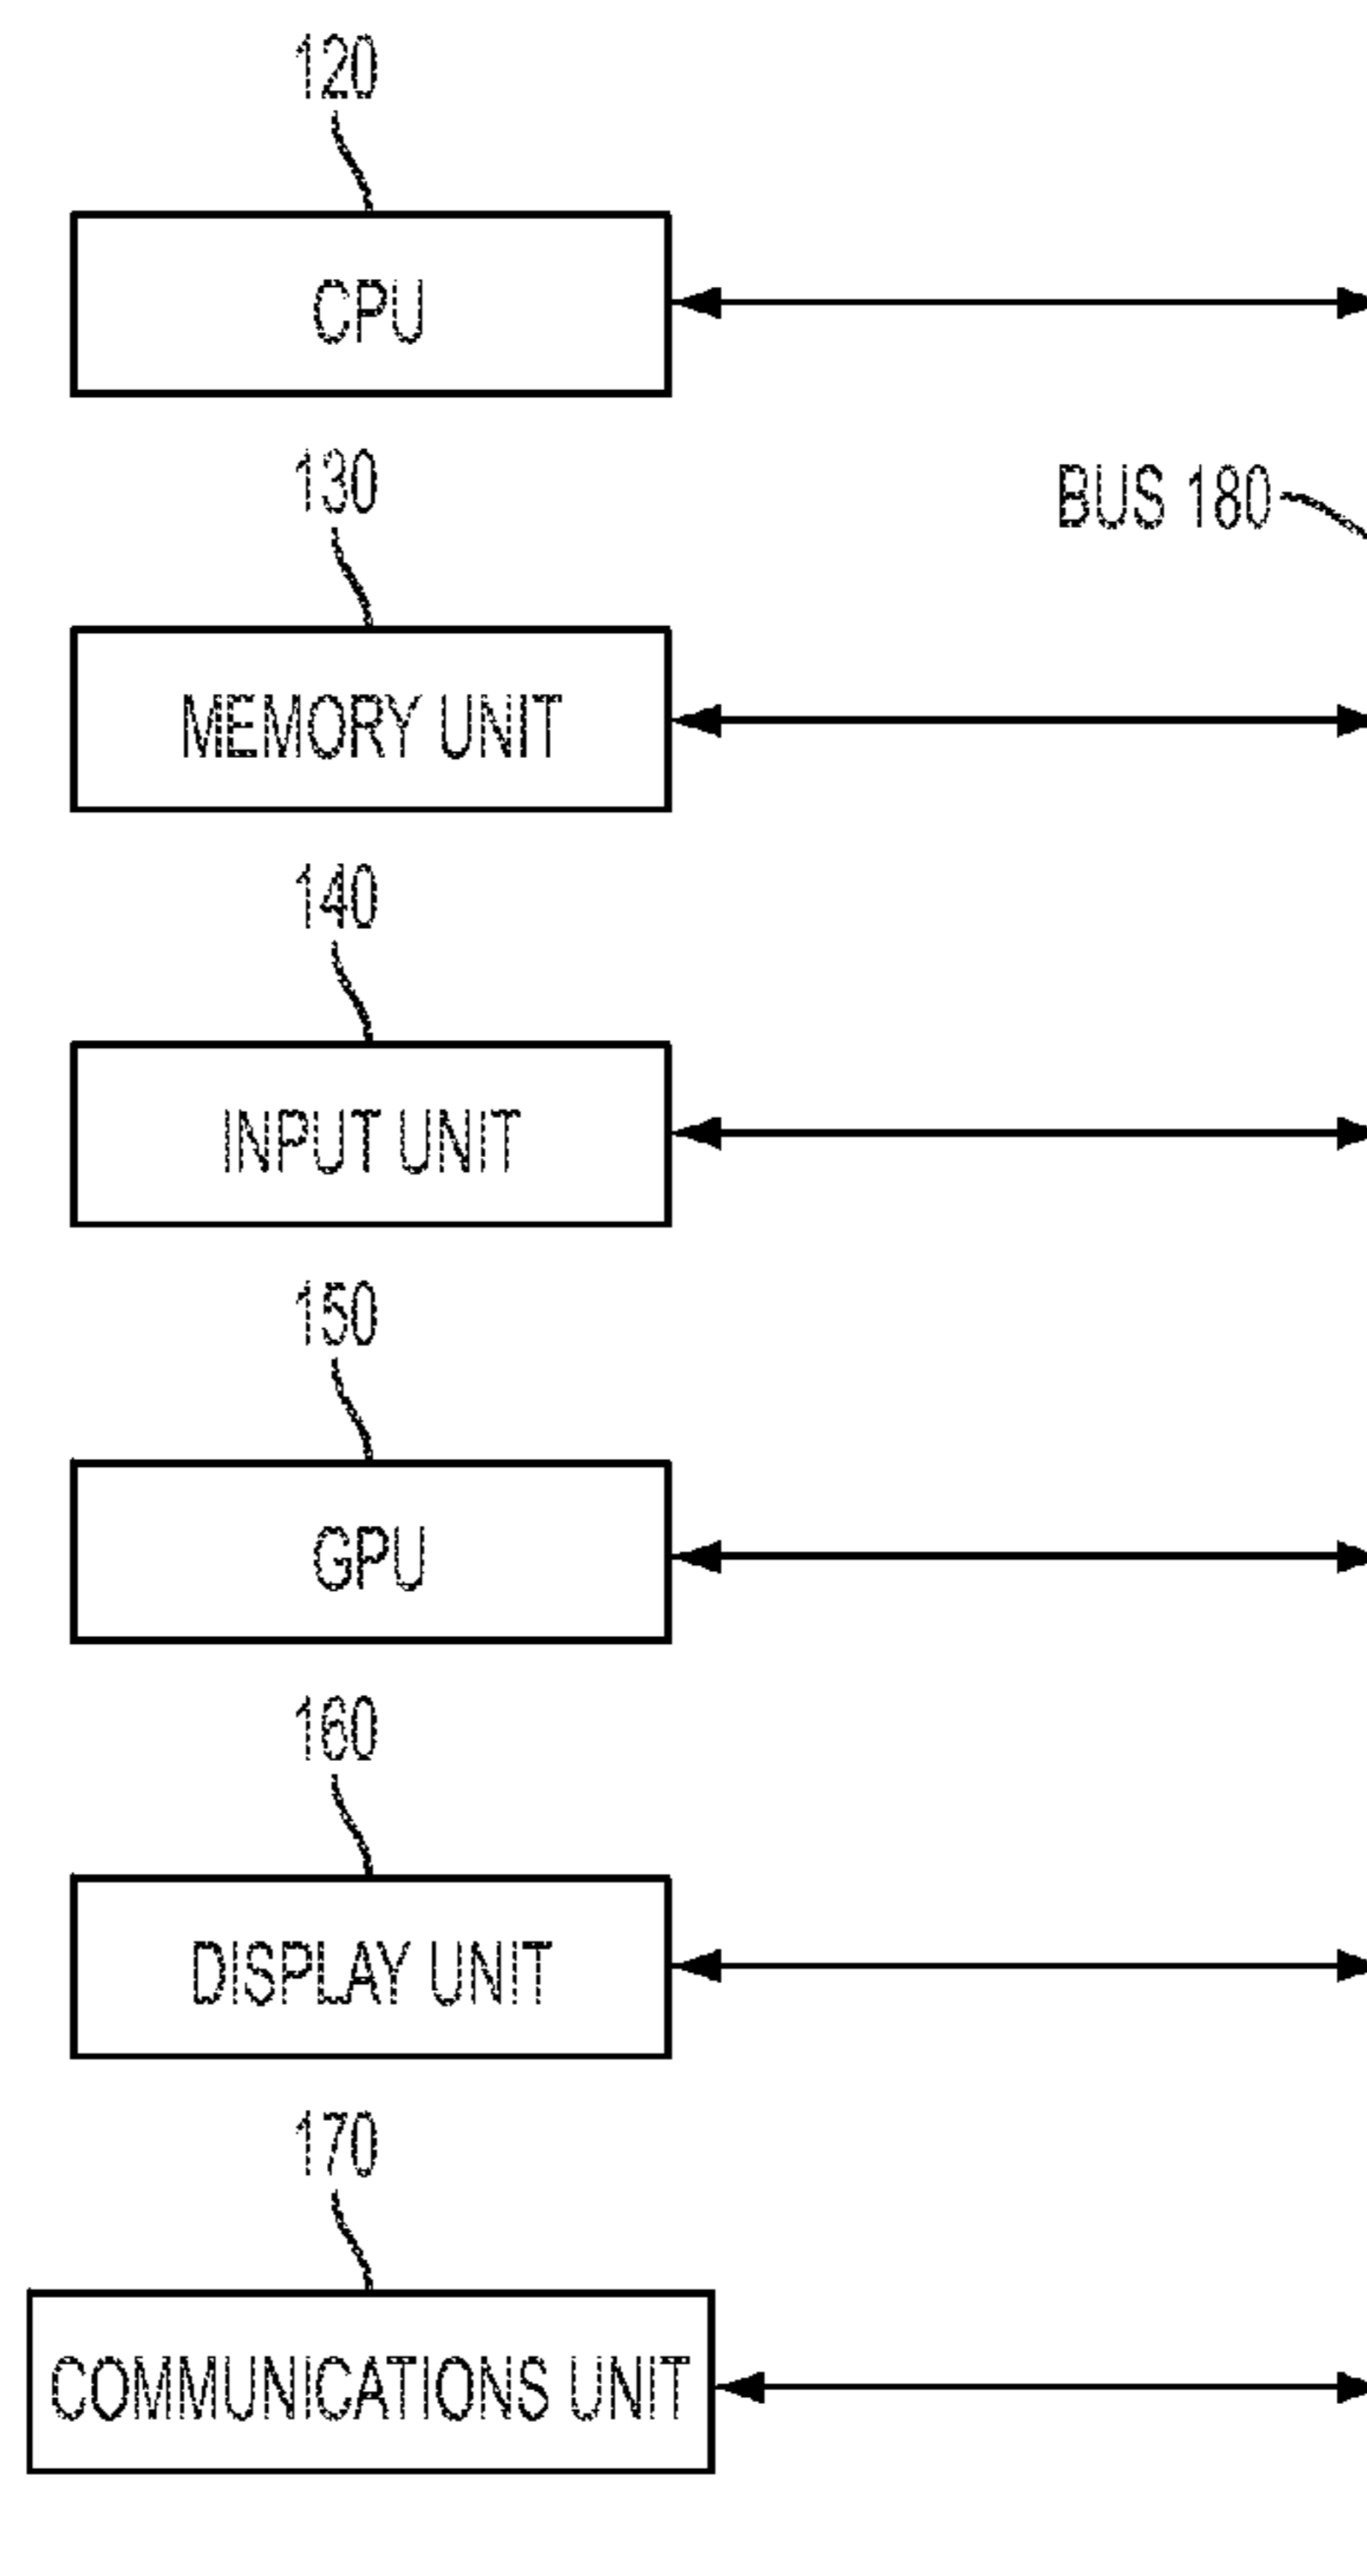 120
CPU
130
BUS 180
MEMORY UNIT
140
INPUT UNIT
150
GPU
160
DISPLAY UNIT
170
COMMUNICATIONS UNIT